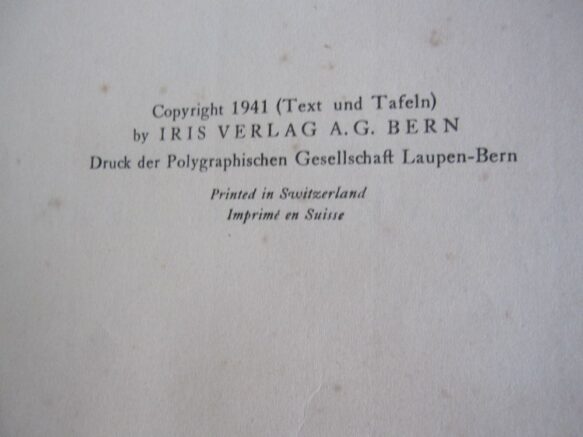 Copyright 1941 (Text und Tafeln)
by IRIS VERLAG A.G. BERN
Druck der Polygraphischen Gesellschaft Laupen-Bern
Printed in Switzerland
Imprimé en Suisse